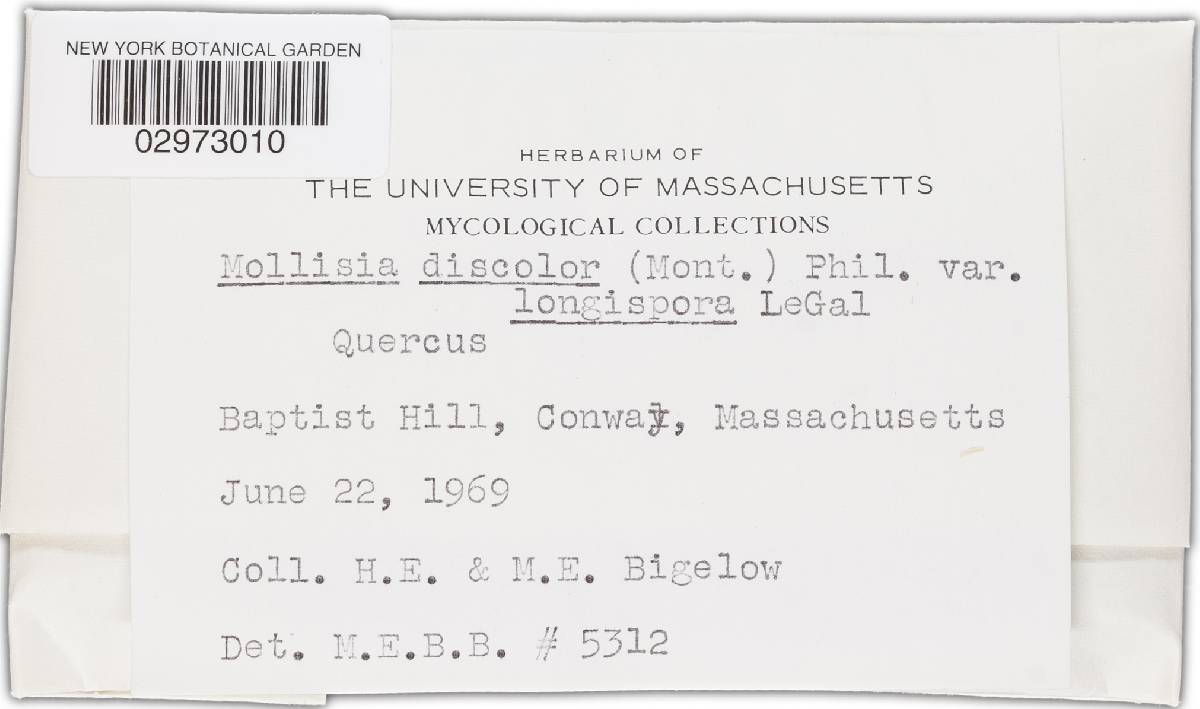 NEW YORK BOTANICAL GARDEN
02973010
HERBARIUM OF
THE UNIVERSITY OF MASSACHUSETTS
MYCOLOGICAL COLLECTIONS
Mollisia discolor (Mont.) Phil. var.
longispora LeGal
Quercus
Baptist Hill, Conway, Massachusetts
June 22, 1969
Coll. H.E. & M.E. Bigelow
Det. M.E.B.B. # 5312